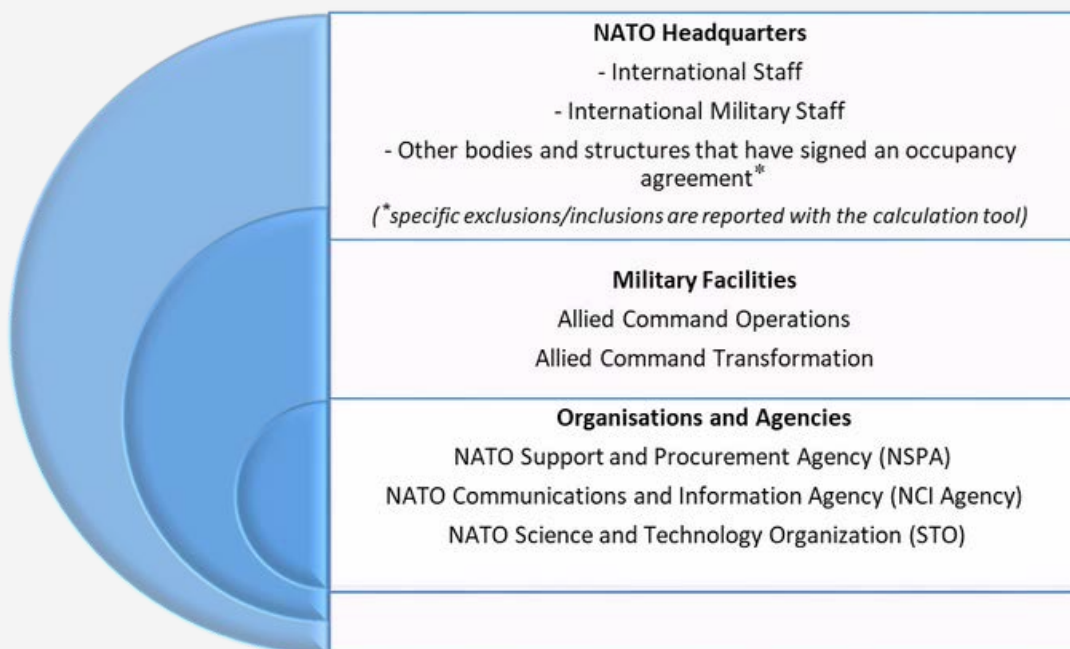 NATO Headquarters
- International Staff
- International Military Staff
- Other bodies and structures that have signed an occupancy
agreement*
(*specific exclusions/inclusions are reported with the calculation tool)
Military Facilities
Allied Command Operations
Allied Command Transformation
Organisations and Agencies
NATO Support and Procurement Agency (NSPA)
NATO Communications and Information Agency (NCI Agency)
NATO Science and Technology Organization (STO)